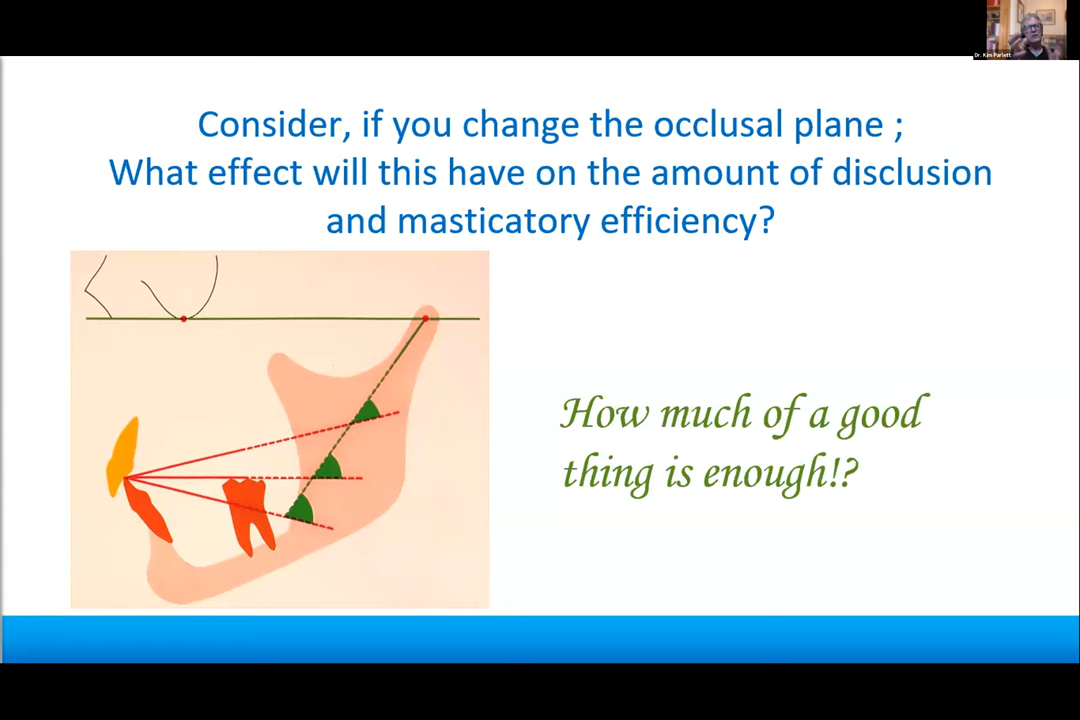 Dr. Kim Parlett
Consider, if you change the occlusal plane ;
What effect will this have on the amount of disclusion
and masticatory efficiency?
How much of a good
thing is enough!?